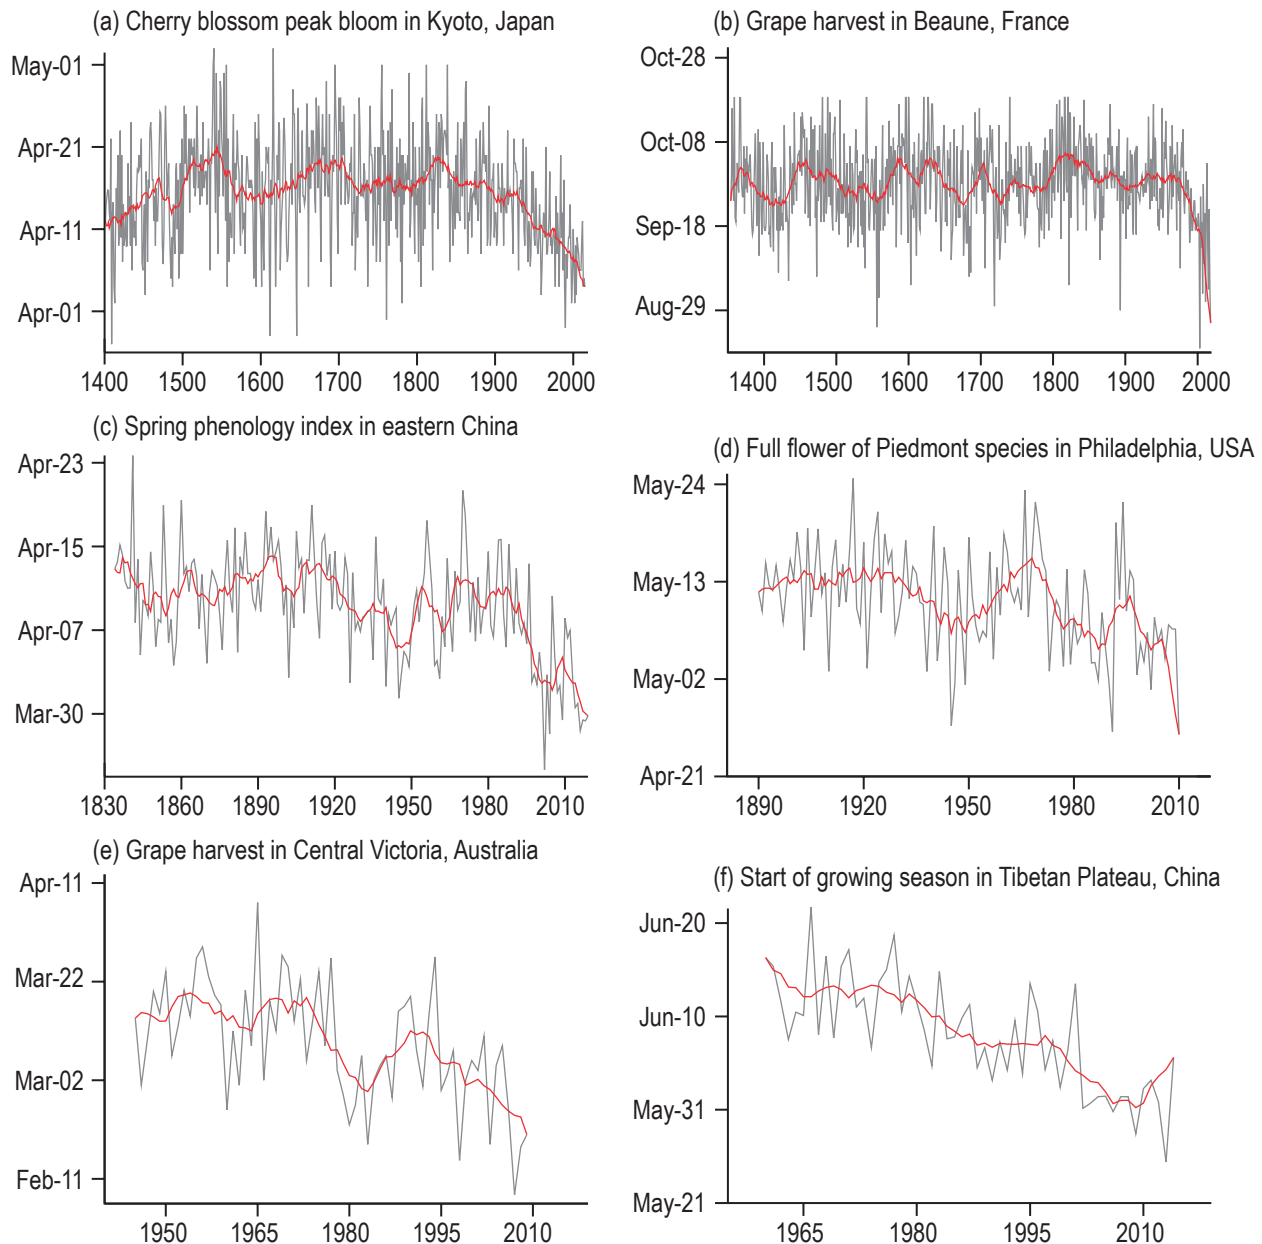 (a) Cherry blossom peak bloom in Kyoto, Japan
May-01
Apr-21
Apr-11
Apr-01
1400 1500 1600 1700 1800 1900 2000
(b) Grape harvest in Beaune, France
Oct-28
Oct-08
Sep-18
Aug-29
1400 1500 1600 1700 1800 1900 2000
(c) Spring phenology index in eastern China
Apr-23
Apr-15
Apr-07
Mar-30
1830 1860 1890 1920 1950 1980 2010
(d) Full flower of Piedmont species in Philadelphia, USA
May-24
May-13
May-02
Apr-21
1890 1920 1950 1980 2010
(e) Grape harvest in Central Victoria, Australia
Apr-11
Mar-22
Mar-02
Feb-11
1950 1965 1980 1995 2010
(f) Start of growing season in Tibetan Plateau, China
Jun-20
Jun-10
May-31
May-21
1965 1980 1995 2010